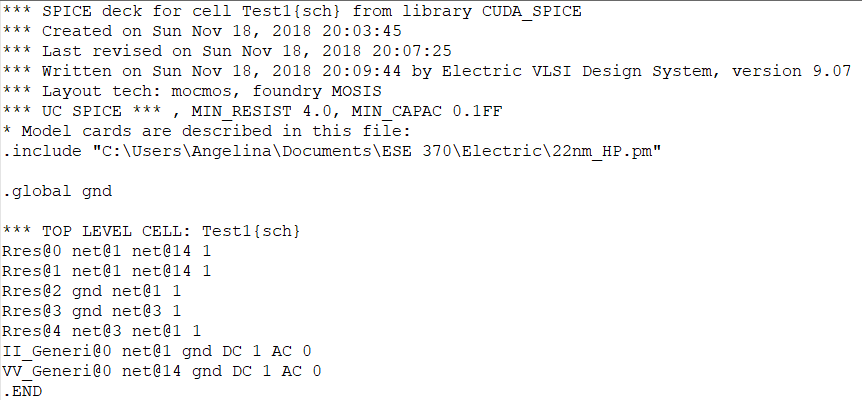 *** SPICE deck for cell Test1{sch} from library CUDA_SPICE
*** Created on Sun Nov 18, 2018 20:03:45
*** Last revised on Sun Nov 18, 2018 20:07:25
*** Written on Sun Nov 18, 2018 20:09:44 by Electric VLSI Design System, version 9.07
*** Layout tech: mocmos, foundry MOSIS
*** UC SPICE *** , MIN_RESIST 4.0, MIN_CAPAC 0.1FF
* Model cards are described in this file:
.include "C:\Users\Angelina\Documents\ESE 370\Electric\22nm_HP.pm"
.global gnd
*** TOP LEVEL CELL: Test1{sch}
Rres@0 net@1 net@14 1
Rres@1 net@1 net@14 1
Rres@2 gnd net@1 1
Rres@3 gnd net@3 1
Rres@4 net@3 net@1 1
II_Generi@0 net@1 gnd DC 1 AC 0
VV_Generi@0 net@14 gnd DC 1 AC 0
.END